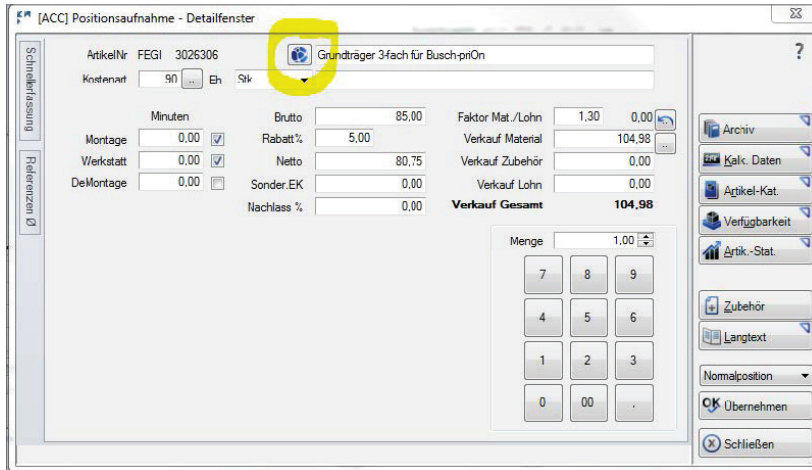 [ACC] Positionsaufnahme - Detailfenster
Schnellerfassung
Referenzen Ø
ArtikelNr FEGI 3026306 Grundträger 3-fach für Busch-priOn
Kostenart 90 .. Eh Stk
Minuten
Montage 0,00
Werkstatt 0,00
DeMontage 0,00
Brutto 85,00
Rabatt% 5,00
Netto 80,75
Sonder.EK 0,00
Nachlass % 0,00
Faktor Mat./Lohn 1,30 0,00
Verkauf Material 104,98 ..
Verkauf Zubehör 0,00
Verkauf Lohn 0,00
Verkauf Gesamt 104,98
Menge 1,00
7 8 9
4 5 6
1 2 3
0 00 .
?
Archiv
Kalk. Daten
Artikel-Kat.
Verfügbarkeit
Artik.-Stat.
Zubehör
Langtext
Normalposition
OK Übernehmen
Schließen